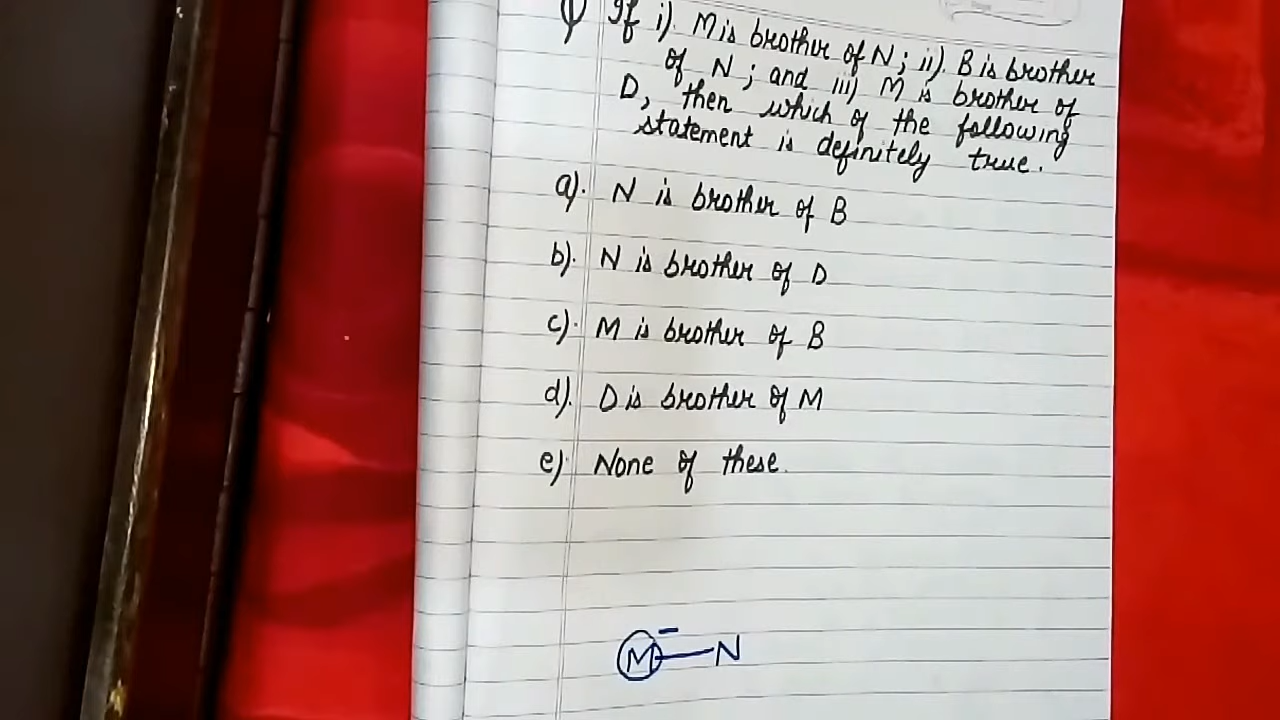 Q If i). M is brother of N; ii). B is brother
of N; and iii) M is brother of
D, then which of the following
statement is definitely true.
a). N is brother of B
b). N is brother of D
c). M is brother of B
d). D is brother of M
e). None of these.
M - N